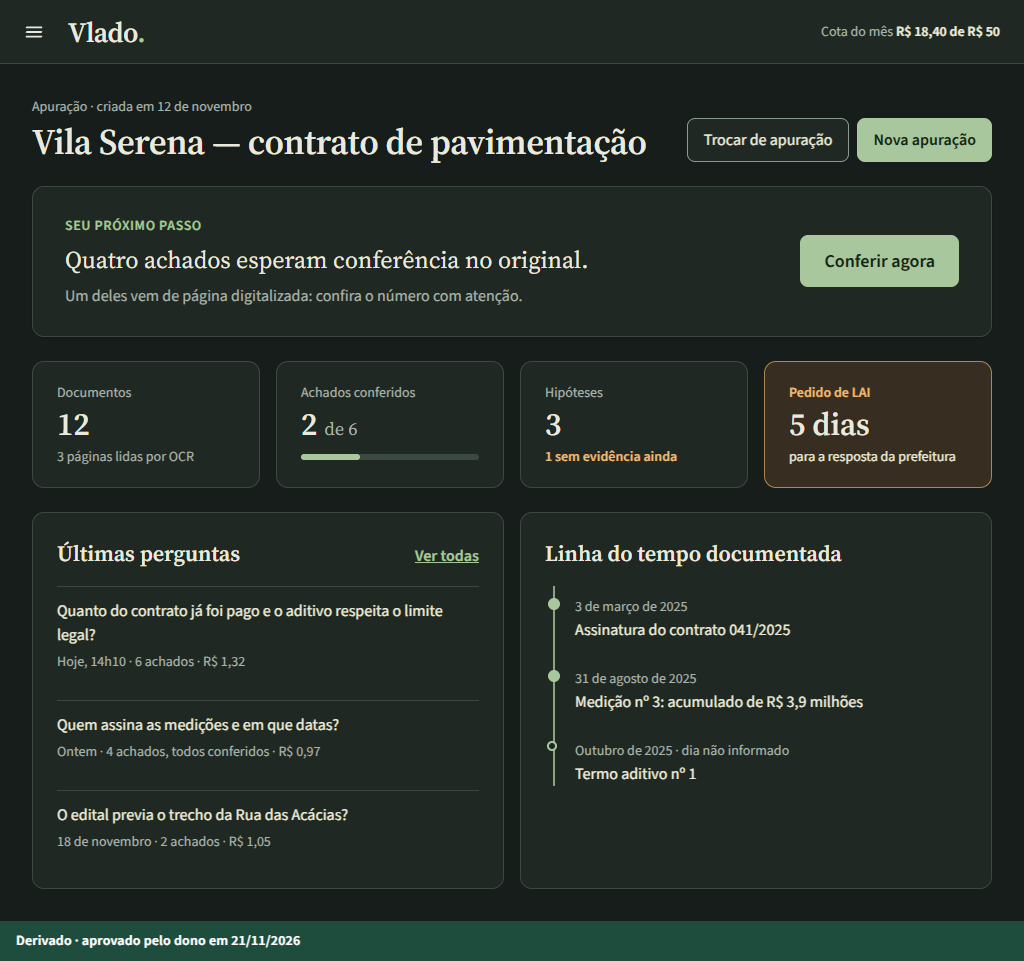 Vlado.
Cota do mês R$ 18,40 de R$ 50
Apuração · criada em 12 de novembro
Vila Serena — contrato de pavimentação
Trocar de apuração
Nova apuração
SEU PRÓXIMO PASSO
Quatro achados esperam conferência no original.
Um deles vem de página digitalizada: confira o número com atenção.
Conferir agora
Documentos
12
3 páginas lidas por OCR
Achados conferidos
2 de 6
Hipóteses
3
1 sem evidência ainda
Pedido de LAI
5 dias
para a resposta da prefeitura
Últimas perguntas
Ver todas
Quanto do contrato já foi pago e o aditivo respeita o limite
legal?
Hoje, 14h10 · 6 achados · R$ 1,32
Quem assina as medições e em que datas?
Ontem · 4 achados, todos conferidos · R$ 0,97
O edital previa o trecho da Rua das Acácias?
18 de novembro · 2 achados · R$ 1,05
Linha do tempo documentada
3 de março de 2025
Assinatura do contrato 041/2025
31 de agosto de 2025
Medição nº 3: acumulado de R$ 3,9 milhões
Outubro de 2025 · dia não informado
Termo aditivo nº 1
Derivado · aprovado pelo dono em 21/11/2026